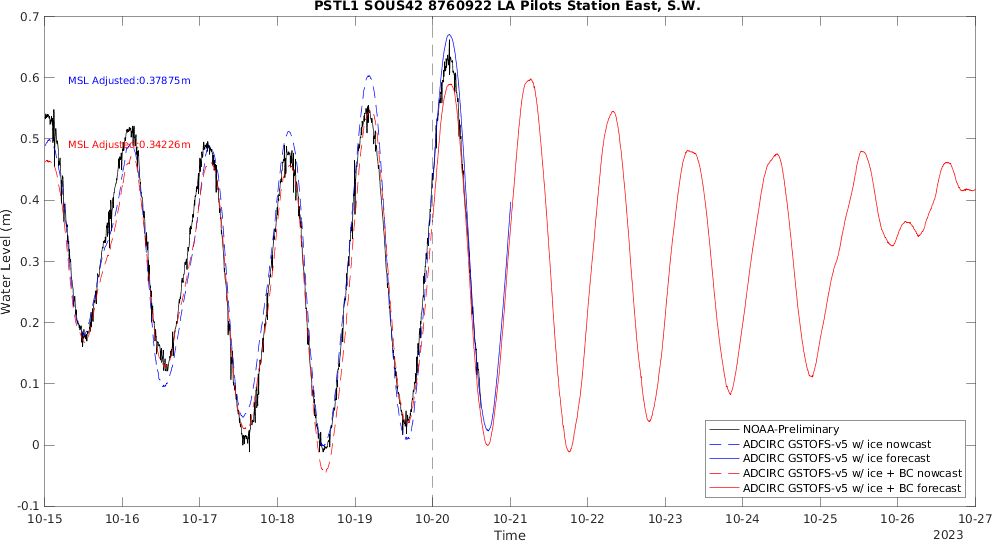 PSTL1 SOUS42 8760922 LA Pilots Station East, S.W.
0.7
0.6
0.5
0.4
0.3
0.2
0.1
0
-0.1
Water Level (m)
MSL Adjusted:0.37875m
MSL Adjusted:0.34226m
NOAA-Preliminary
ADCIRC GSTOFS-v5 w/ ice nowcast
ADCIRC GSTOFS-v5 w/ ice forecast
ADCIRC GSTOFS-v5 w/ ice + BC nowcast
ADCIRC GSTOFS-v5 w/ ice + BC forecast
10-15 10-16 10-17 10-18 10-19 10-20 10-21 10-22 10-23 10-24 10-25 10-26 10-27
Time
2023